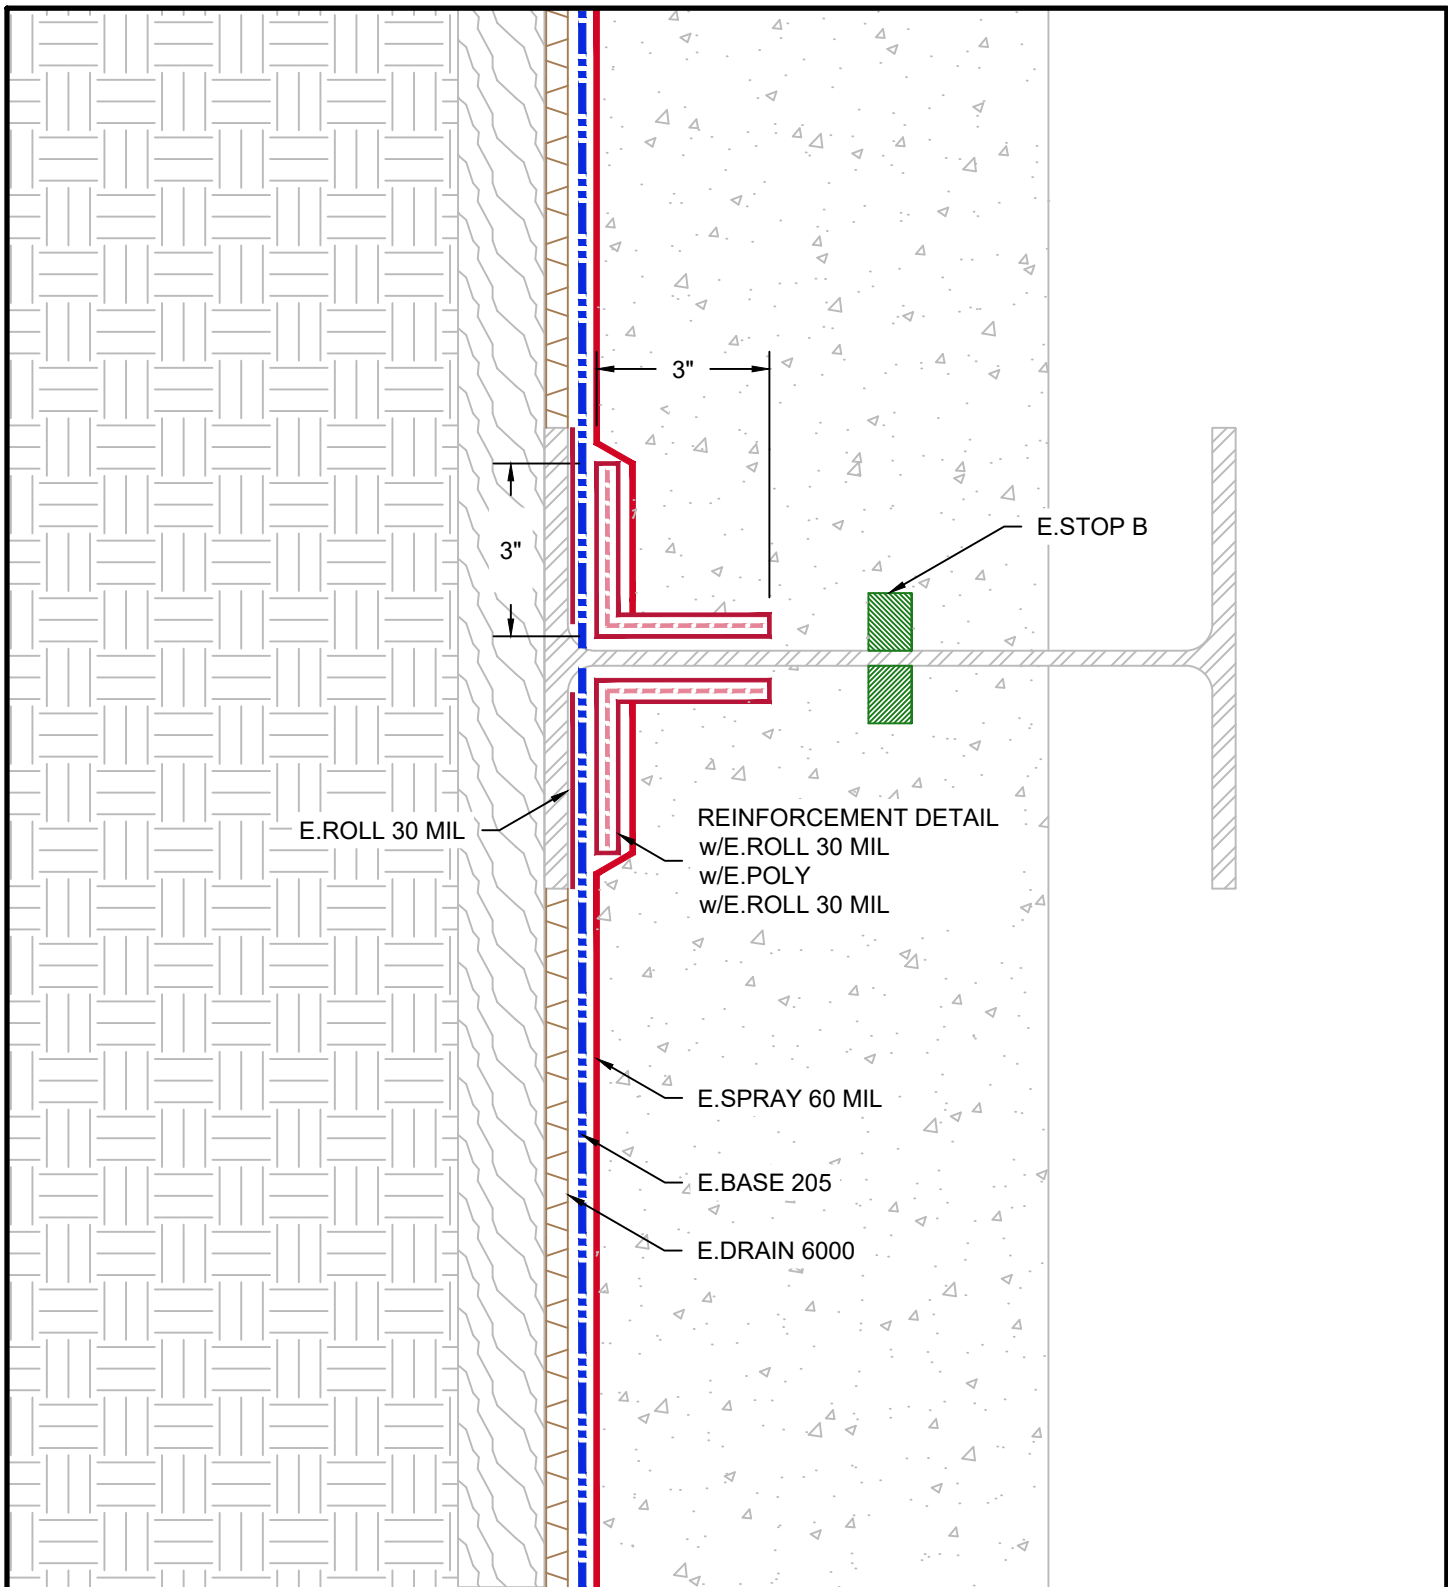 3"
3"
E.STOP B
E.ROLL 30 MIL
REINFORCEMENT DETAIL
w/E.ROLL 30 MIL
w/E.POLY
w/E.ROLL 30 MIL
E.SPRAY 60 MIL
E.BASE 205
E.DRAIN 6000